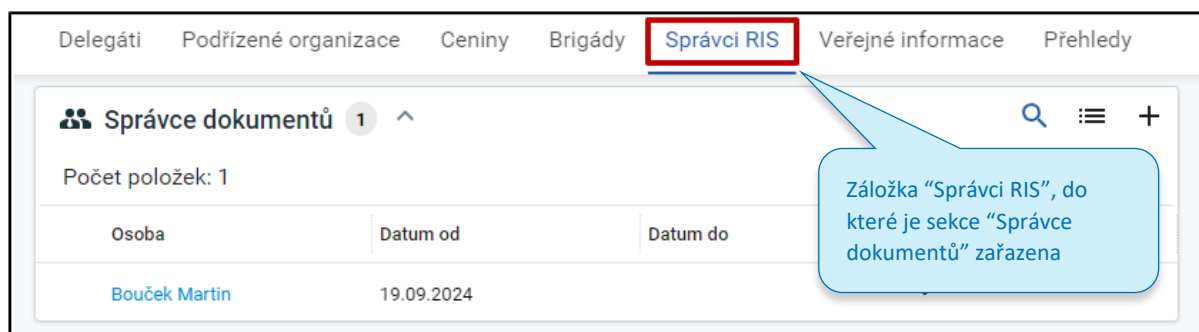 Delegáti Podřízené organizace Ceniny Brigády Správci RIS Veřejné informace Přehledy
Správce dokumentů 1
Počet položek: 1
Záložka “Správci RIS”, do
které je sekce “Správce
dokumentů” zařazena
Osoba Datum od Datum do
Bouček Martin 19.09.2024